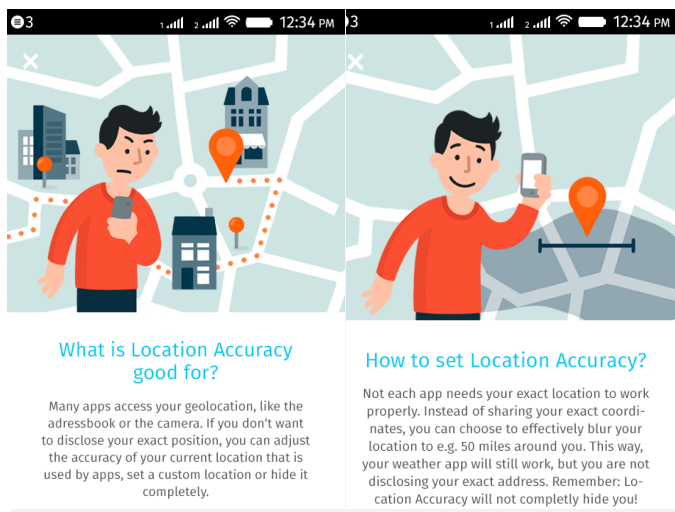 3
1 2 12:34 PM
What is Location Accuracy
good for?
Many apps access your geolocation, like the
adressbook or the camera. If you don't want
to disclose your exact position, you can adjust
the accuracy of your current location that is
used by apps, set a custom location or hide it
completely.
3
1 2 12:34 PM
How to set Location Accuracy?
Not each app needs your exact location to work
properly. Instead of sharing your exact coordi-
nates, you can choose to effectively blur your
location to e.g. 50 miles around you. This way,
your weather app will still work, but you are not
disclosing your exact address. Remember: Lo-
cation Accuracy will not completly hide you!